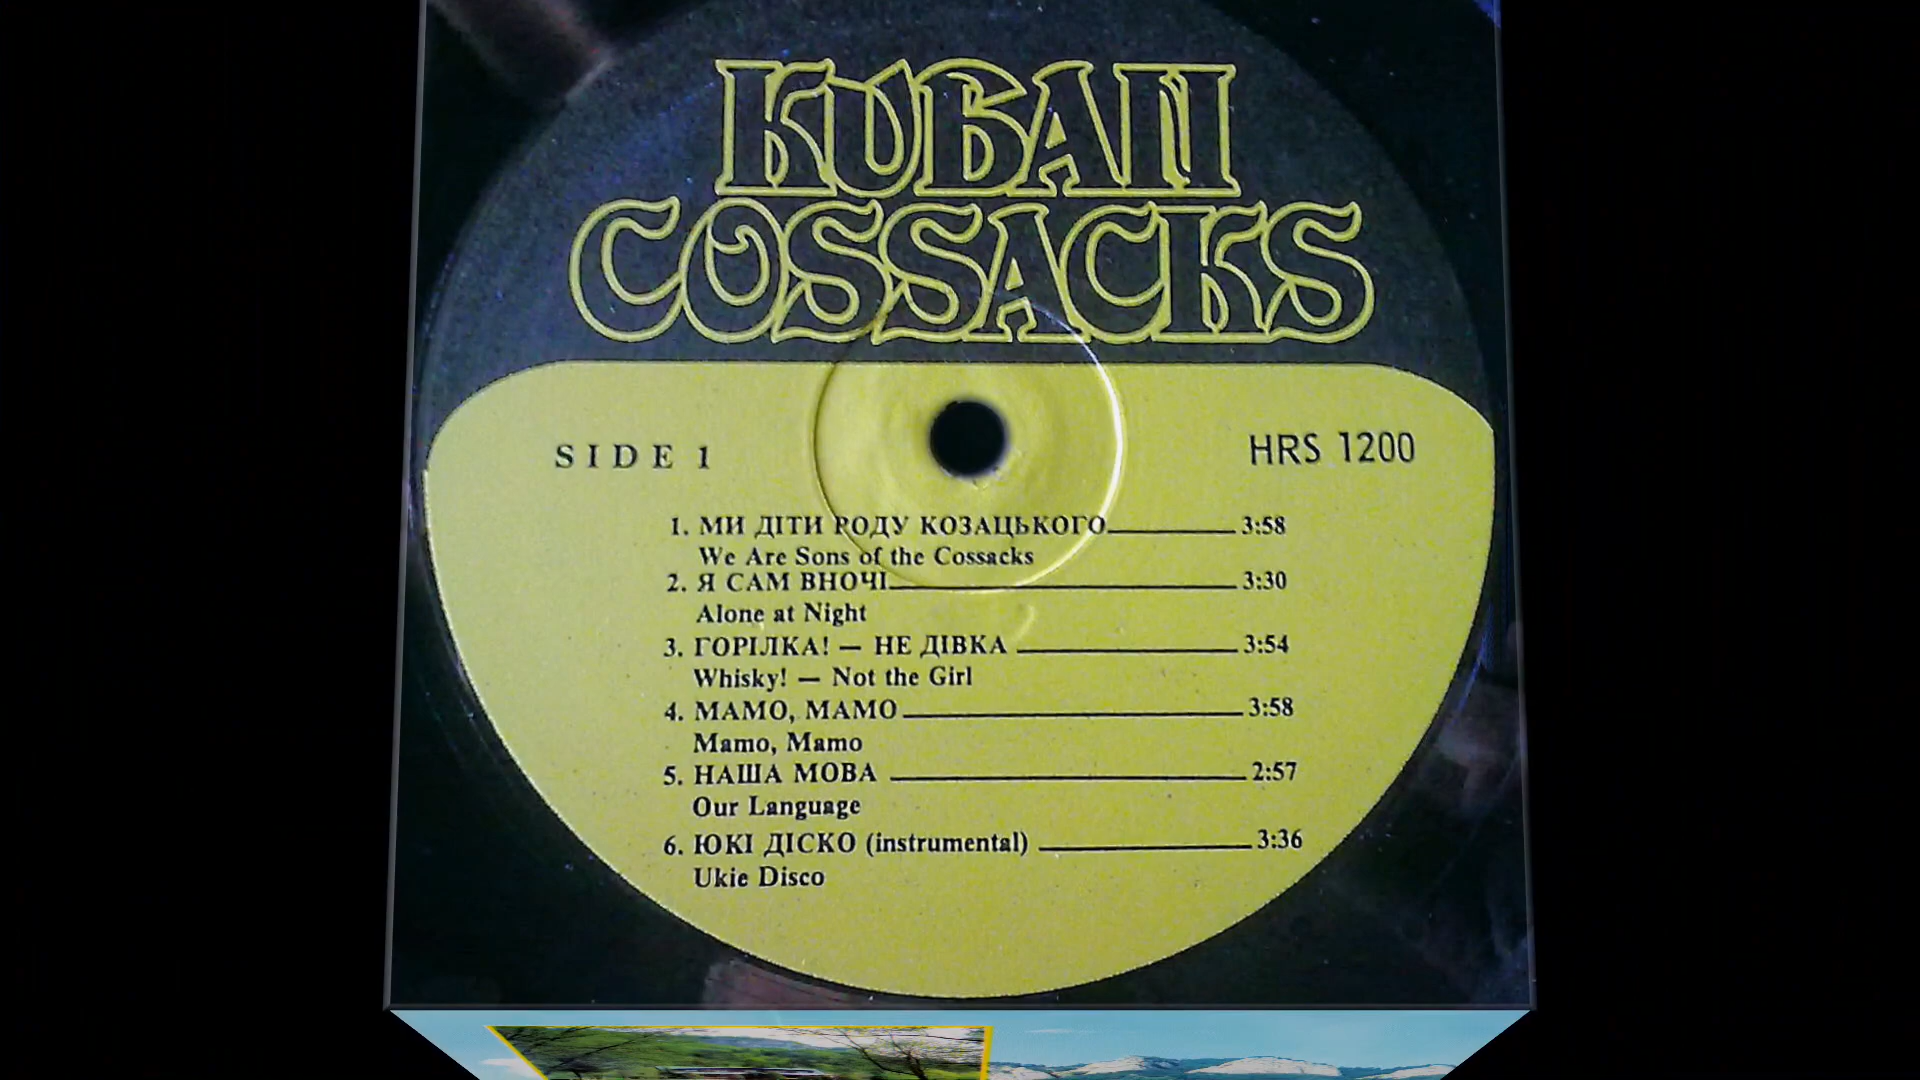 KUBAN
COSSACKS
SIDE 1
HRS 1200
1. МИ ДІТИ РОДУ КОЗАЦЬКОГО 3:58
We Are Sons of the Cossacks
2. Я САМ ВНОЧІ 3:30
Alone at Night
3. ГОРІЛКА! — НЕ ДІВКА 3:54
Whisky! — Not the Girl
4. МАМО, МАМО 3:58
Mamo, Mamo
5. НАША МОВА 2:57
Our Language
6. ЮКІ ДІСКО (instrumental) 3:36
Ukie Disco